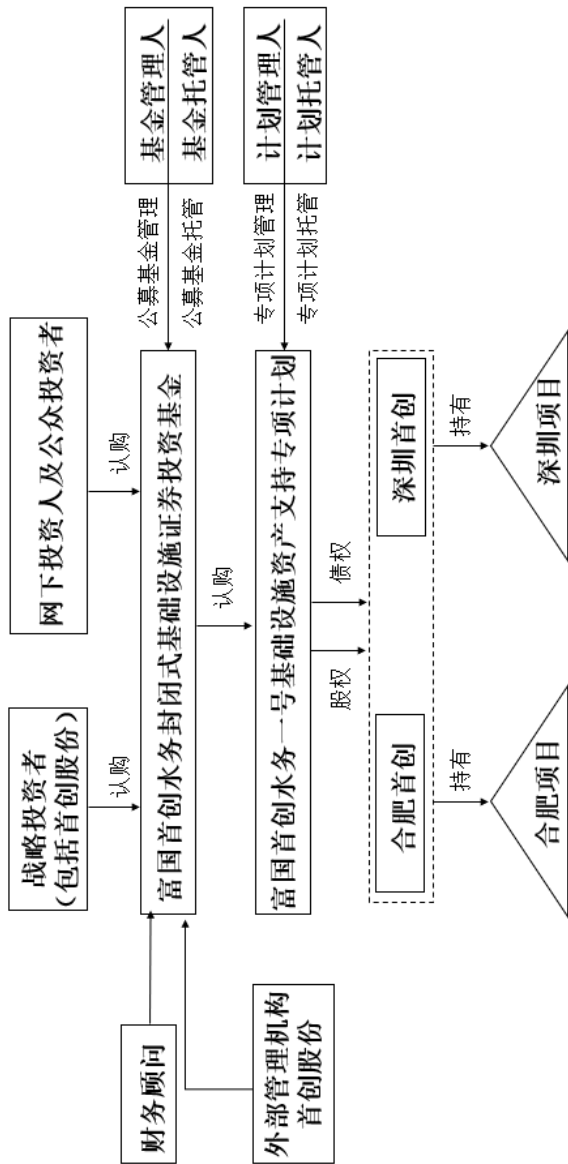 战略投资者
(包括首创股份)
网下投资人及公众投资者
认购
认购
财务顾问
富国首创水务封闭式基础设施证券投资基金
公募基金管理
公募基金托管
基金管理人
基金托管人
外部管理机构
首创股份
认购
富国首创水务一号基础设施资产支持专项计划
专项计划管理
专项计划托管
计划管理人
计划托管人
股权
债权
合肥首创
深圳首创
持有
持有
合肥项目
深圳项目